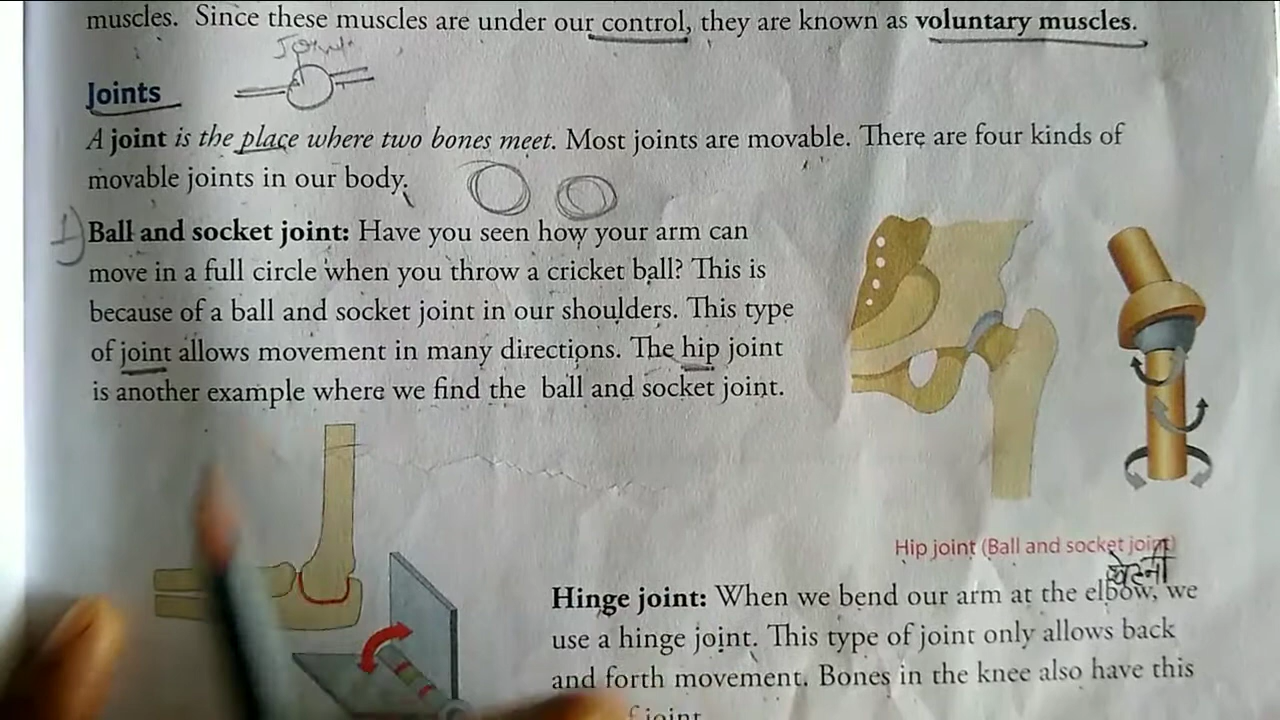 muscles. Since these muscles are under our control, they are known as voluntary muscles.
Joint
Joints
A joint is the place where two bones meet. Most joints are movable. There are four kinds of
movable joints in our body.
1) Ball and socket joint: Have you seen how your arm can
move in a full circle when you throw a cricket ball? This is
because of a ball and socket joint in our shoulders. This type
of joint allows movement in many directions. The hip joint
is another example where we find the ball and socket joint.
Hip joint (Ball and socket joint)
Hinge joint: When we bend our arm at the elbow, we
use a hinge joint. This type of joint only allows back
and forth movement. Bones in the knee also have this
joint